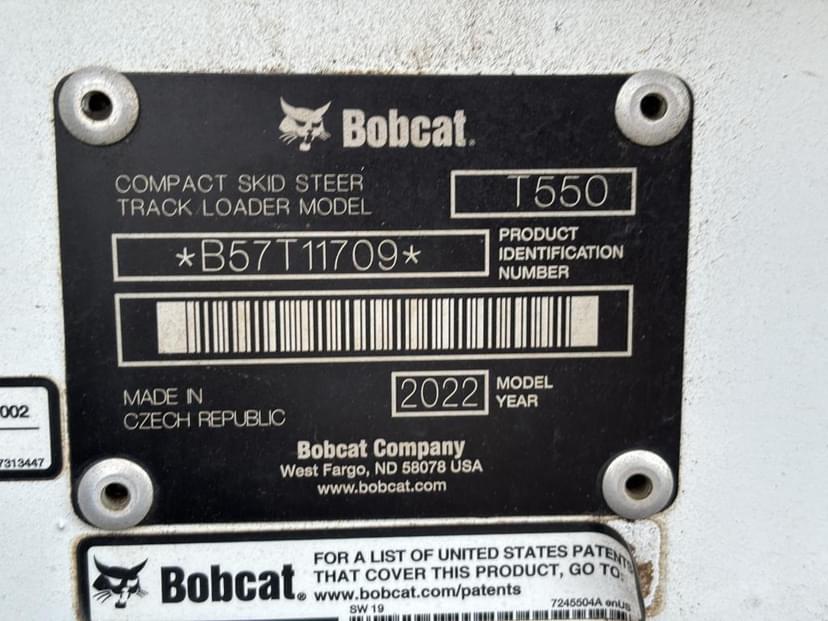 Bobcat.
COMPACT SKID STEER
TRACK LOADER MODEL
T550
*B57T11709*
PRODUCT
IDENTIFICATION
NUMBER
MADE IN
CZECH REPUBLIC
2022
MODEL
YEAR
Bobcat Company
West Fargo, ND 58078 USA
www.bobcat.com
002
7313447
Bobcat®
FOR A LIST OF UNITED STATES PATENTS
THAT COVER THIS PRODUCT, GO TO:
www.bobcat.com/patents
SW 19
7245504A enUS